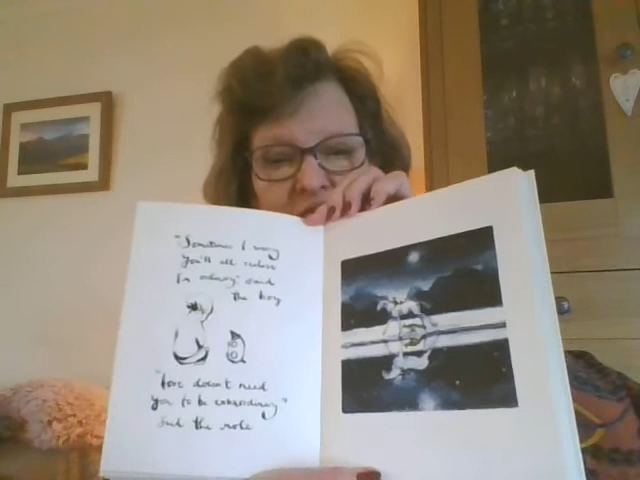 "Sometimes I worry
you'll all realise
I'm ordinary" said
the boy
"Love doesn't need
you to be extraordinary"
said the mole